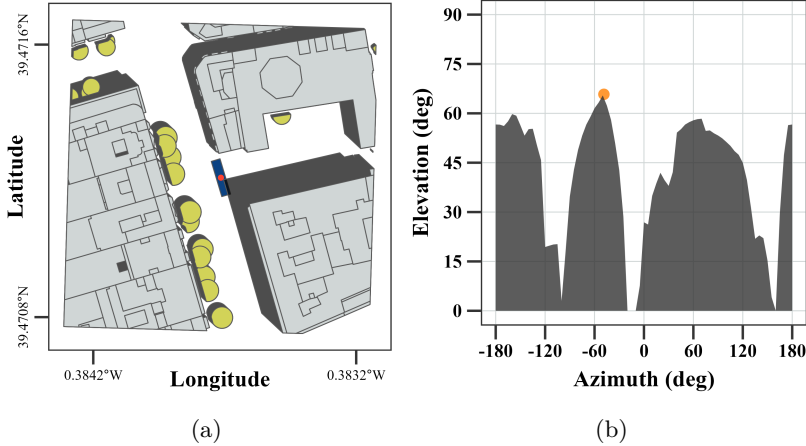 39.4716°N
Latitude
39.4708°N
0.3842°W
0.3832°W
Longitude
(a)
90
75
60
45
30
15
0
Elevation (deg)
-180 -120 -60 0 60 120 180
Azimuth (deg)
(b)